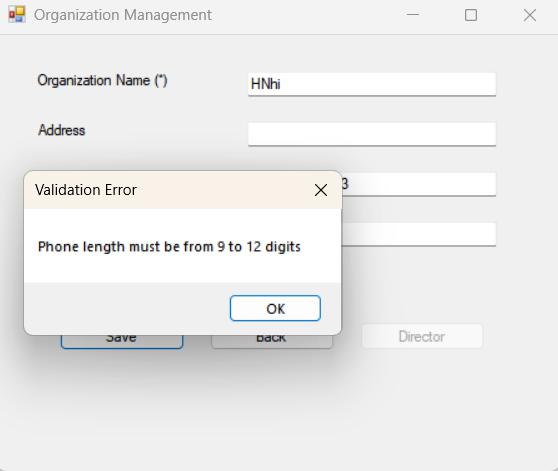 Organization Management
Organization Name (*)
HNhi
Address
3
Validation Error
Phone length must be from 9 to 12 digits
OK
Save
Back
Director